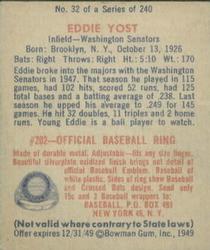 No. 32 of a Series of 240
EDDIE YOST
Infield—Washington Senators
Born: Brooklyn, N. Y., October 13, 1926
Bats: Right Throws: Right Ht.: 5:10 Wt.: 170
Eddie broke into the majors with the Washington
Senators in 1947. That season he played in 115
games, had 102 hits, scored 52 runs, had 125
total bases and a batting average of .238. Last
season he upped his average to .249 for 145
games. He hit 32 doubles, 11 triples and 2 home
runs. Young Eddie is a ball player to watch.
#202—OFFICIAL BASEBALL RING
Made of durable metal. Adjustable—fits any size finger.
Beautiful silverplate oxidized finish brings out detail of
official Baseball Emblem. Baseball of
white plastic. Sides of ring show Baseball
and Crossed Bats design. Send only
15c and 3 Baseball wrappers to
BASEBALL, P.O. BOX 491
NEW YORK 46, N. Y.
(Not valid where contrary to State laws)
Offer expires 12/31/49 ©Bowman Gum, Inc., 1949